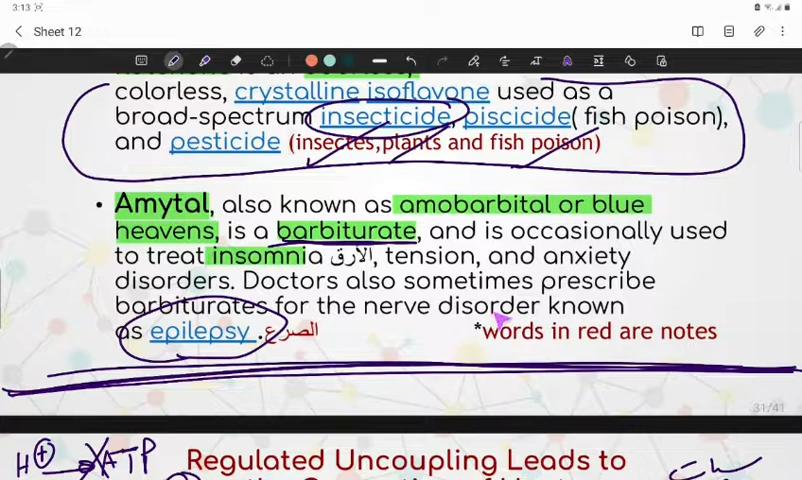 3:13
Sheet 12
colorless, crystalline isoflavone used as a
broad-spectrum insecticide, piscicide( fish poison),
and pesticide (insectes,plants and fish poison)
• Amytal, also known as amobarbital or blue
heavens, is a barbiturate, and is occasionally used
to treat insomnia الارق, tension, and anxiety
disorders. Doctors also sometimes prescribe
barbiturates for the nerve disorder known
as epilepsy .الصرع *words in red are notes
31/41
H+ ATP Regulated Uncoupling Leads to